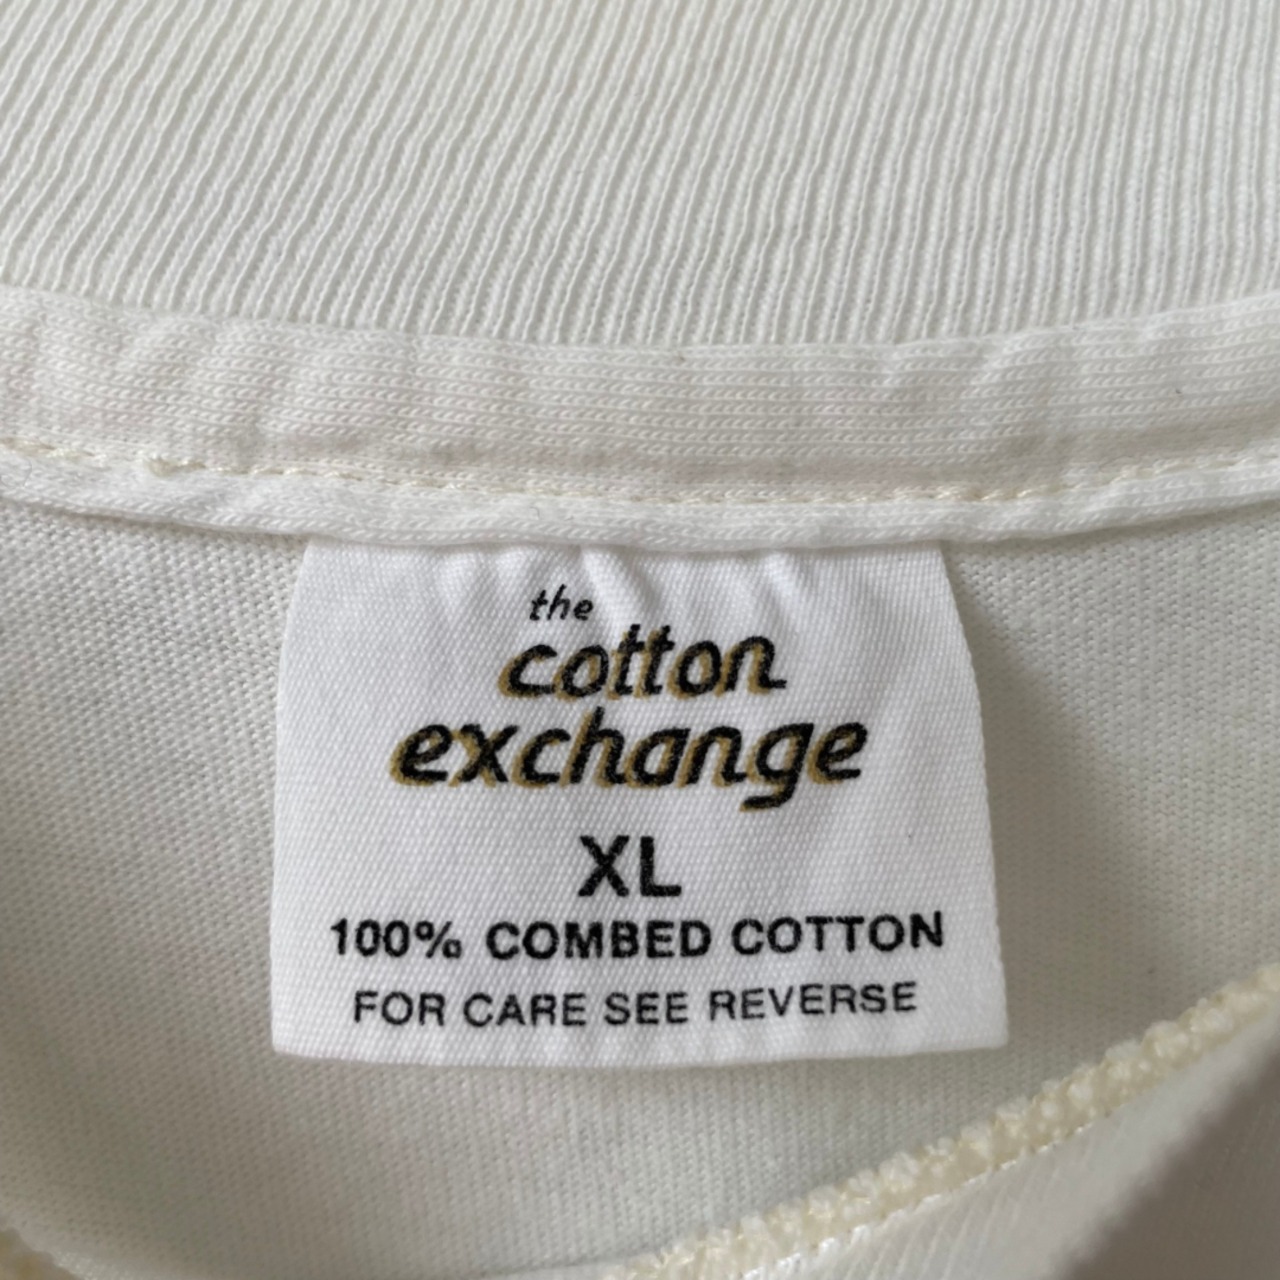 the
cotton
exchange
XL
100% COMBED COTTON
FOR CARE SEE REVERSE